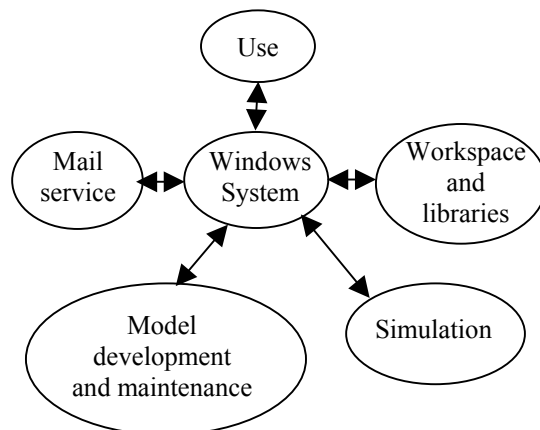 Use
Mail
service
Windows
System
Workspace
and
libraries
Model
development
and maintenance
Simulation